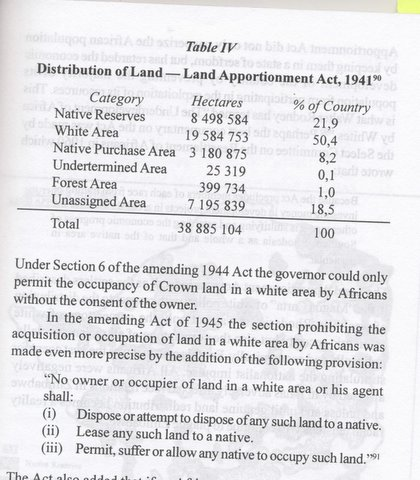 Table IV
Distribution of Land — Land Apportionment Act, 1941⁹⁰
Category Hectares % of Country
Native Reserves 8 498 584 21,9
White Area 19 584 753 50,4
Native Purchase Area 3 180 875 8,2
Undertermined Area 25 319 0,1
Forest Area 399 734 1,0
Unassigned Area 7 195 839 18,5
Total 38 885 104 100
Under Section 6 of the amending 1944 Act the governor could only
permit the occupancy of Crown land in a white area by Africans
without the consent of the owner.
In the amending Act of 1945 the section prohibiting the
acquisition or occupation of land in a white area by Africans was
made even more precise by the addition of the following provision:
“No owner or occupier of land in a white area or his agent
shall:
(i) Dispose or attempt to dispose of any such land to a native.
(ii) Lease any such land to a native.
(iii) Permit, suffer or allow any native to occupy such land.”⁹¹
The Act also added that if